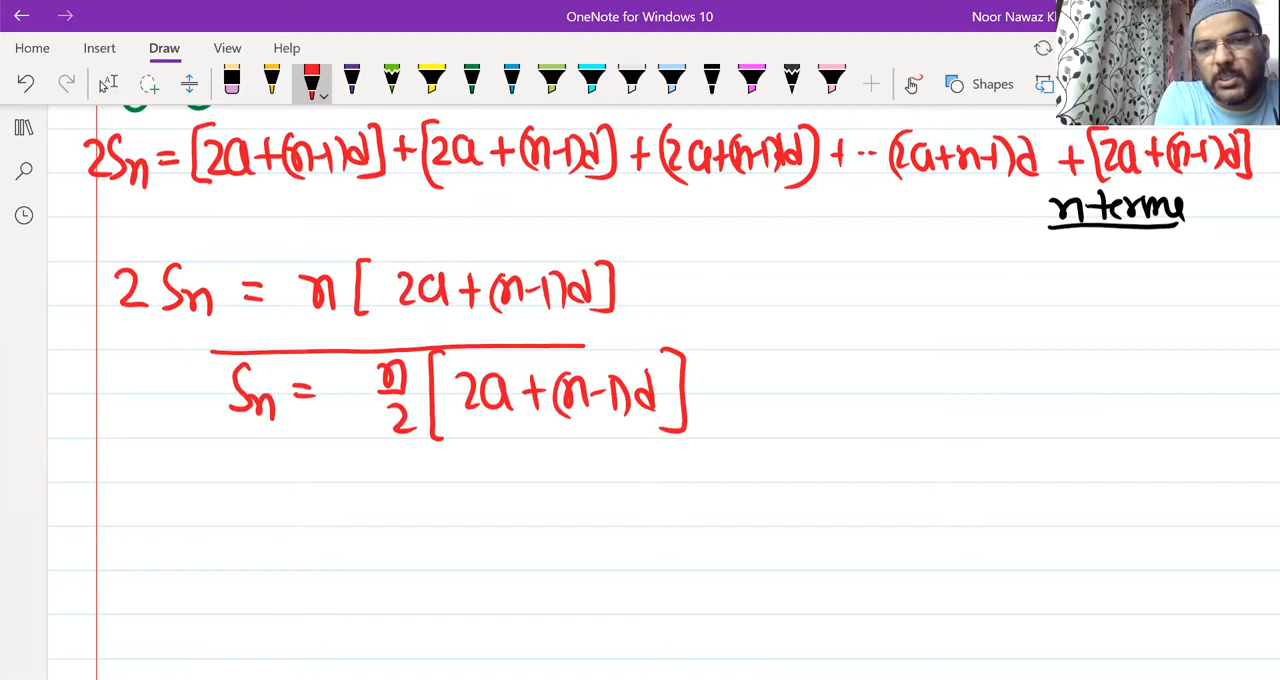 OneNote for Windows 10
Noor Nawaz
Home Insert Draw View Help
Shapes
2Sn = [2a+(n-1)d] + [2a+(n-1)d] + (2a+(n-1)d) + .. (2a+n-1)d + [2a+(n-1)d]
n terms
2 Sn = n [ 2a+(n-1)d]
Sn = n/2 [ 2a+(n-1)d ]